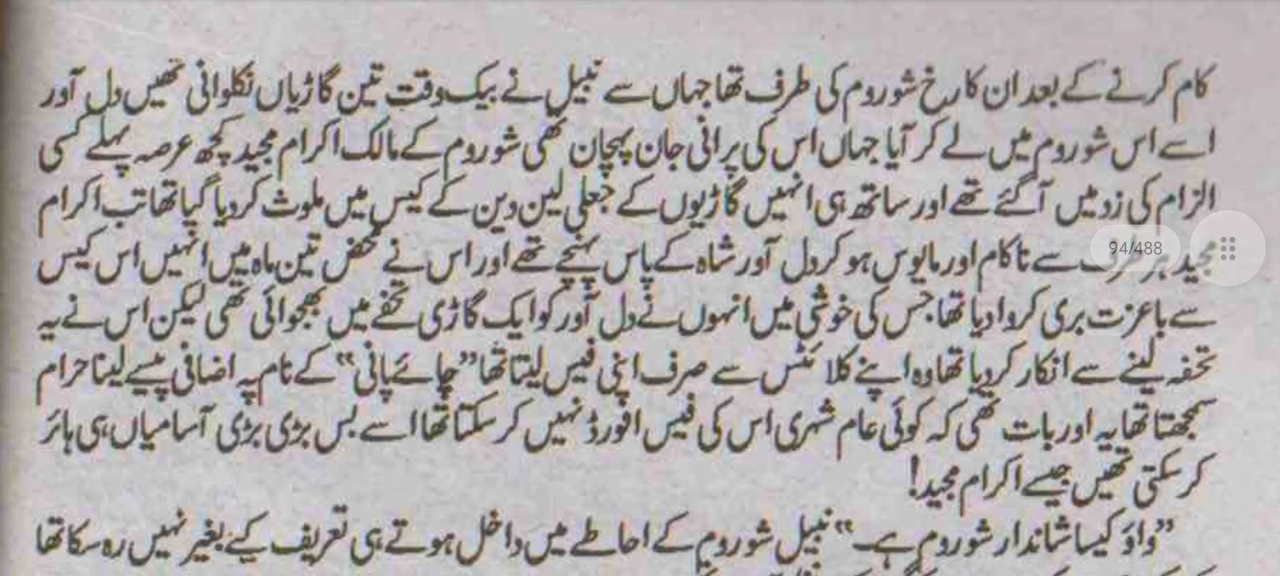 کام کرنے کے بعد ان کا رخ شوروم کی طرف تھا جہاں سے نبیل نے بیک وقت تین گاڑیاں نکلوانی تھیں دل آور
اسے اس شوروم میں لے کر آیا جہاں اس کی پرانی جان پہچان تھی شوروم کے مالک اکرام مجید کچھ عرصہ پہلے کسی
الزام کی زد میں آگئے تھے اور ساتھ ہی انہیں گاڑیوں کے جعلی لین دین کے کیس میں ملوث کردیا گیا تھا تب اکرام
مجید سے ناکام اور مایوس ہو کر دل آور شاہ کے پاس پہنچے تھے اور اس نے محض تین ماہ میں انہیں اس کیس
94/488
سے باعزت بری کروا دیا تھا جس کی خوشی میں انہوں نے دل آور کو ایک گاڑی تحفے میں بھجوائی تھی لیکن اس نے یہ
تحفہ لینے سے انکار کردیا تھا وہ اپنے کلائنٹس سے صرف اپنی فیس لیتا تھا ”چائے پانی“ کے نام پہ اضافی پیسے لینا حرام
سمجھتا تھا یہ اور بات تھی کہ کوئی عام شہری اس کی فیس افورڈ نہیں کر سکتا تھا اسے بس بڑی بڑی آسامیاں ہی ہائر
کر سکتی تھیں جیسے اکرام مجید!
”واؤ کیسا شاندار شوروم ہے۔“ نبیل شوروم کے احاطے میں داخل ہوتے ہی تعریف کیے بغیر نہیں رہ سکا تھا